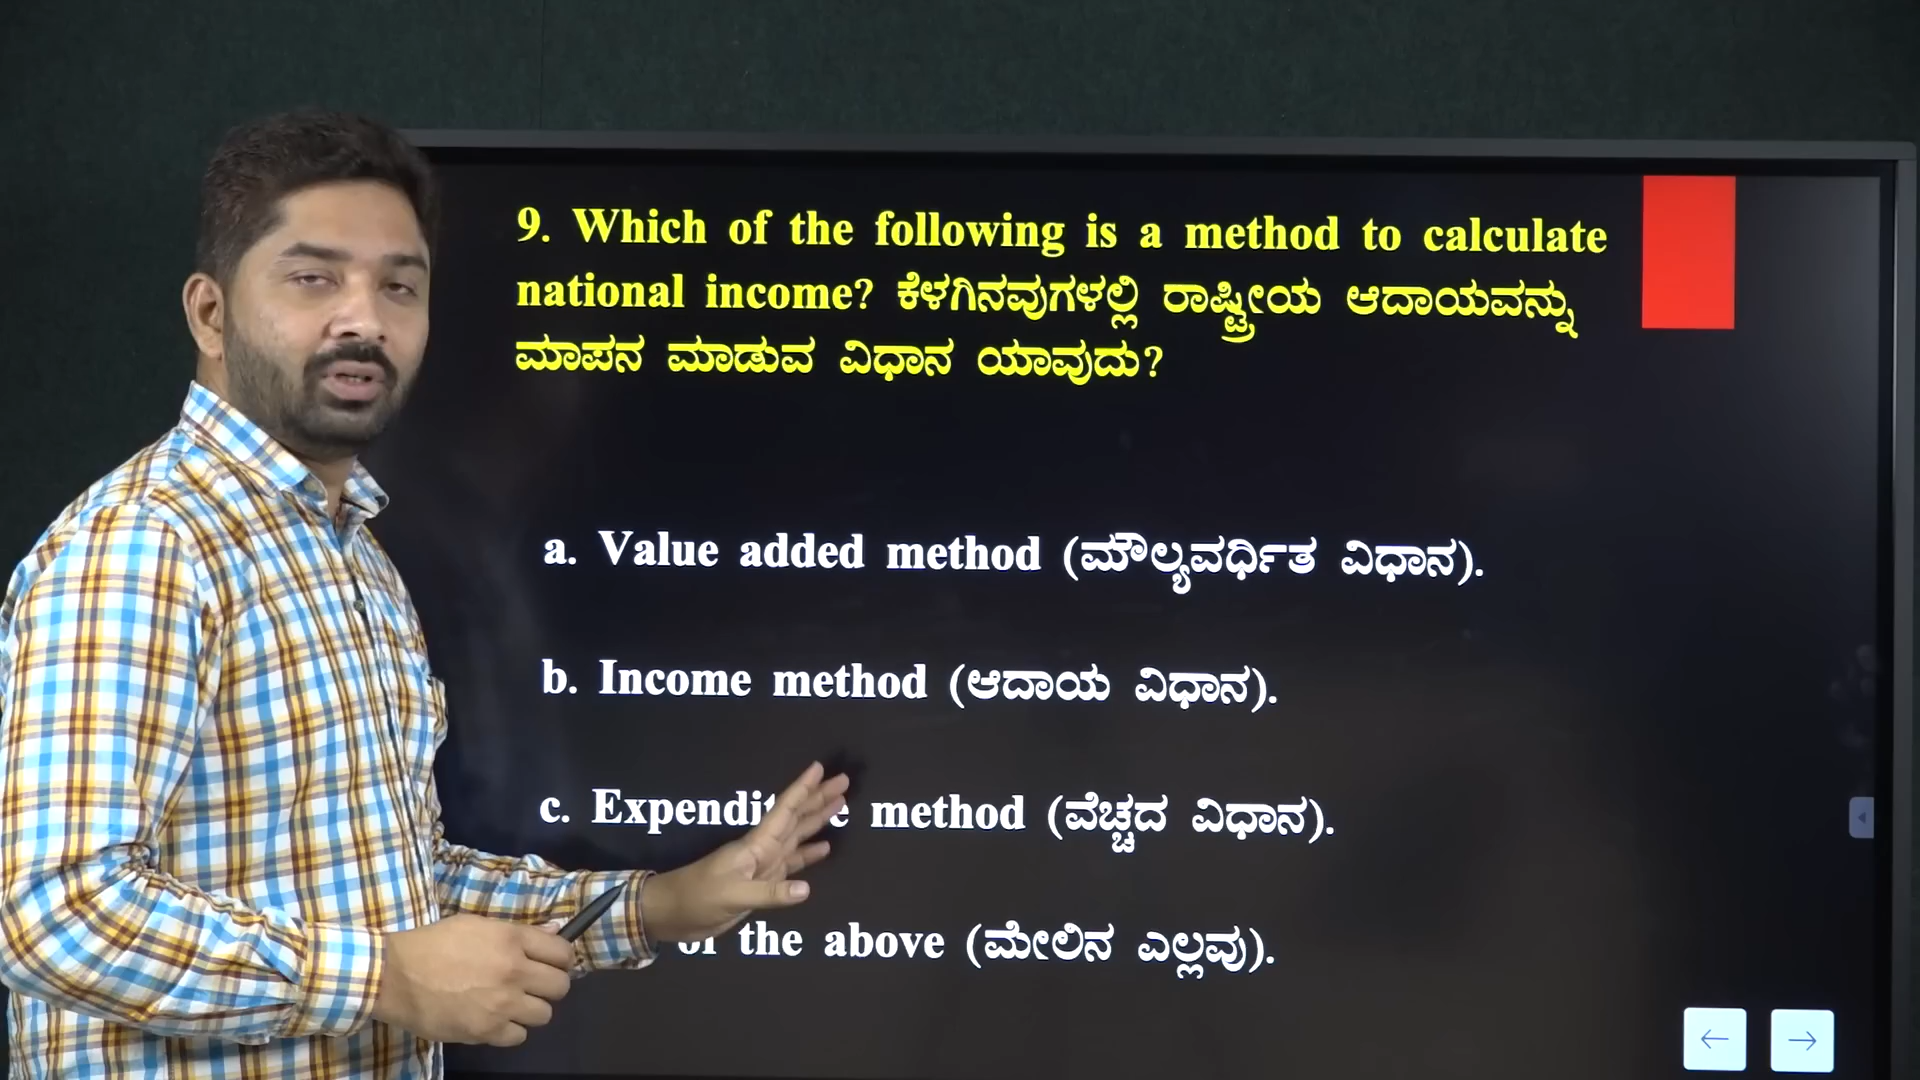 9. Which of the following is a method to calculate
national income? ಕೆಳಗಿನವುಗಳಲ್ಲಿ ರಾಷ್ಟ್ರೀಯ ಆದಾಯವನ್ನು
ಮಾಪನ ಮಾಡುವ ವಿಧಾನ ಯಾವುದು?
a. Value added method (ಮೌಲ್ಯವರ್ಧಿತ ವಿಧಾನ).
b. Income method (ಆದಾಯ ವಿಧಾನ).
c. method (ವೆಚ್ಚದ ವಿಧಾನ).
of the above (ಮೇಲಿನ ಎಲ್ಲವು).